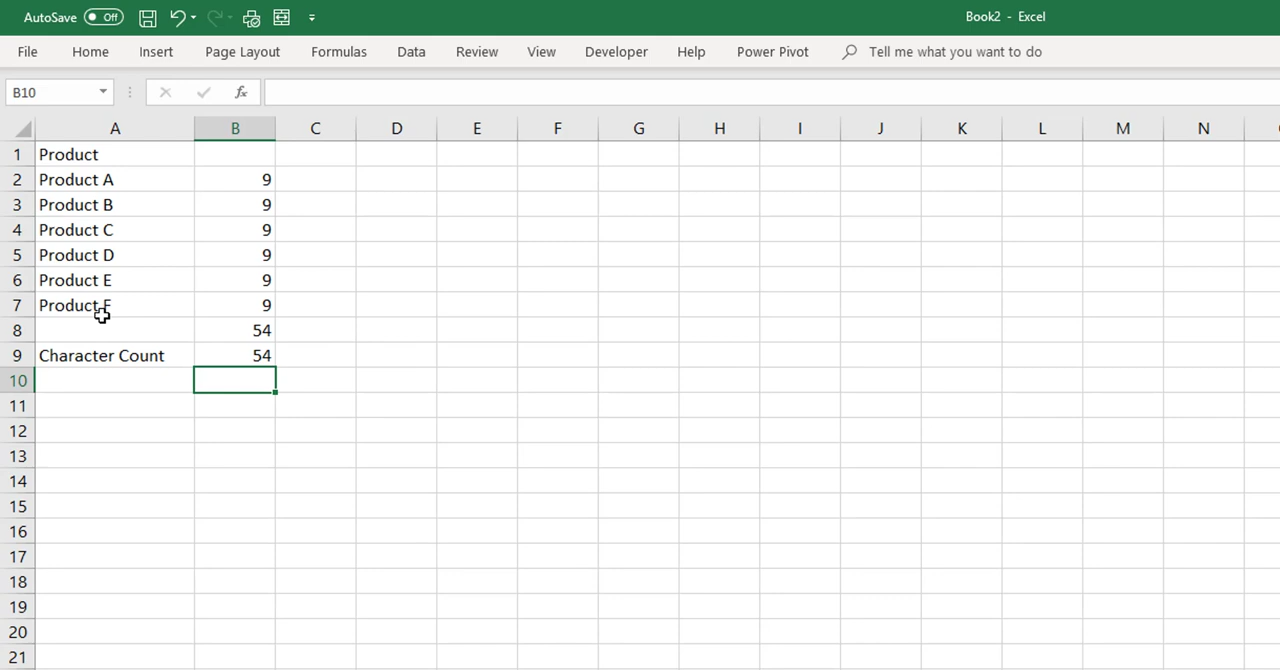 AutoSave Off Book2 - Excel
File Home Insert Page Layout Formulas Data Review View Developer Help Power Pivot Tell me what you want to do
B10 fx
A B C D E F G H I J K L M N
1 Product
2 Product A 9
3 Product B 9
4 Product C 9
5 Product D 9
6 Product E 9
7 Product F 9
8 54
9 Character Count 54
10
11
12
13
14
15
16
17
18
19
20
21